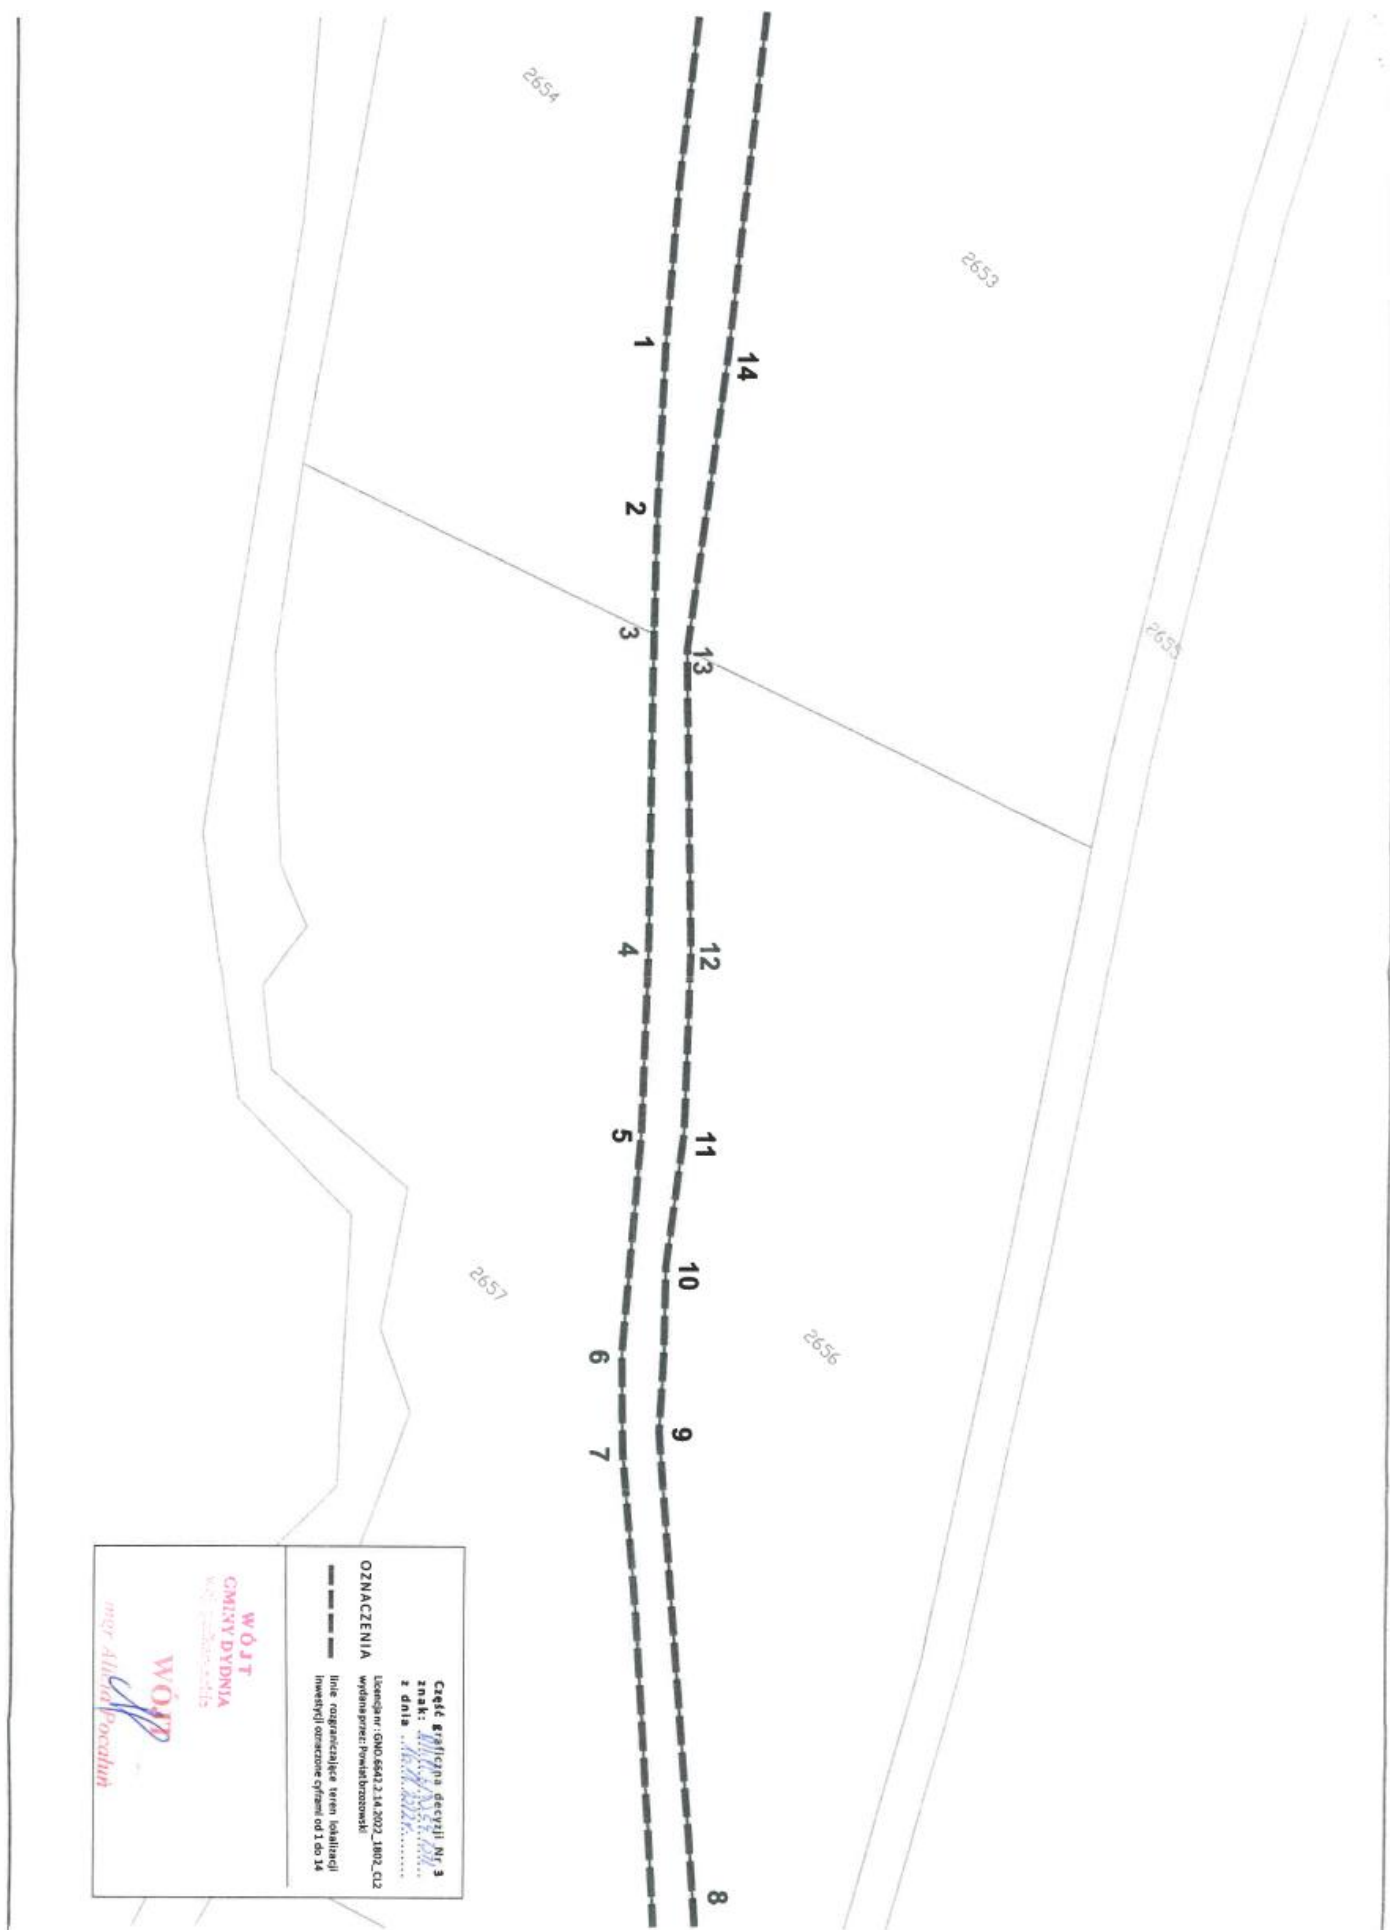 2654
2653
2655
2657
2656
1
2
3
4
5
6
7
8
9
10
11
12
13
14
Część graficzna decyzji Nr 3
znak:
z dnia
OZNACZENIA
Licencja nr: GNO.6642.2.14.2022_1802_CL2
wydana przez: Powiat brzozowski
linie rozgraniczające teren lokalizacji
inwestycji oznaczone cyframi od 1 do 14
WÓJT
GMINY DYDNIA
WÓJT
mgr Alicja Pocałuń